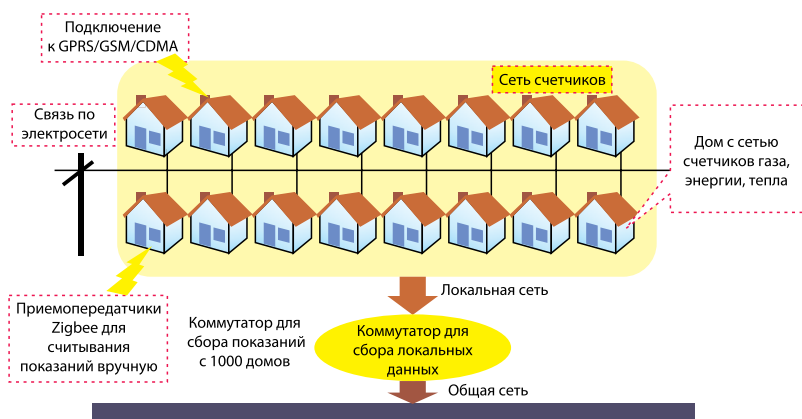 Подключение
к GPRS/GSM/CDMA
Сеть счетчиков
Связь по
электросети
Дом с сетью
счетчиков газа,
энергии, тепла
Приемопередатчики
Zigbee для
считывания
показаний вручную
Локальная сеть
Коммутатор для
сбора показаний
с 1000 домов
Коммутатор для
сбора локальных
данных
Общая сеть